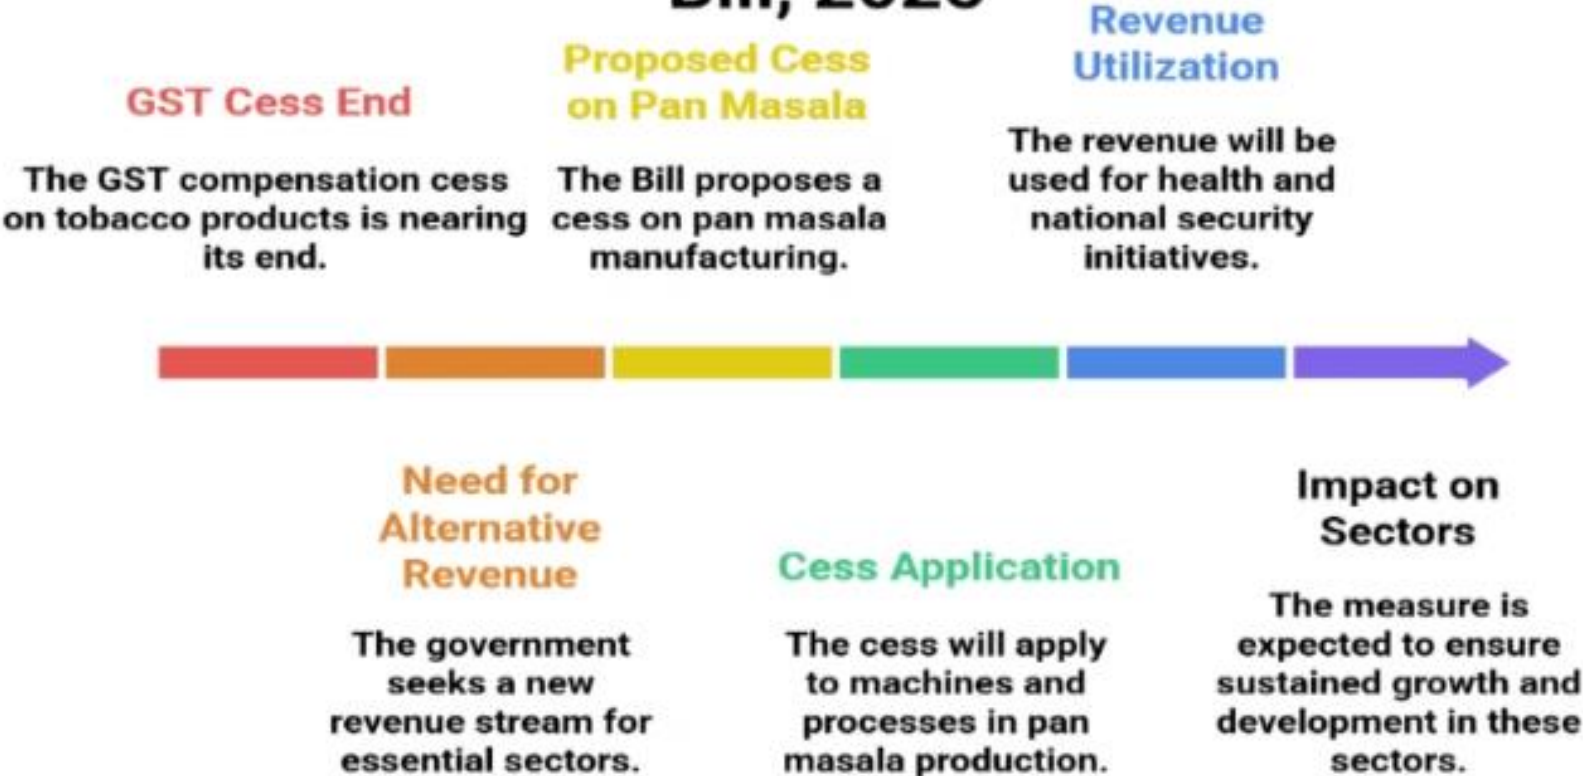 GST Cess End
The GST compensation cess
on tobacco products is nearing
its end.
Need for
Alternative
Revenue
The government
seeks a new
revenue stream for
essential sectors.
Proposed Cess
on Pan Masala
The Bill proposes a
cess on pan masala
manufacturing.
Cess Application
The cess will apply
to machines and
processes in pan
masala production.
Revenue
Utilization
The revenue will be
used for health and
national security
initiatives.
Impact on
Sectors
The measure is
expected to ensure
sustained growth and
development in these
sectors.